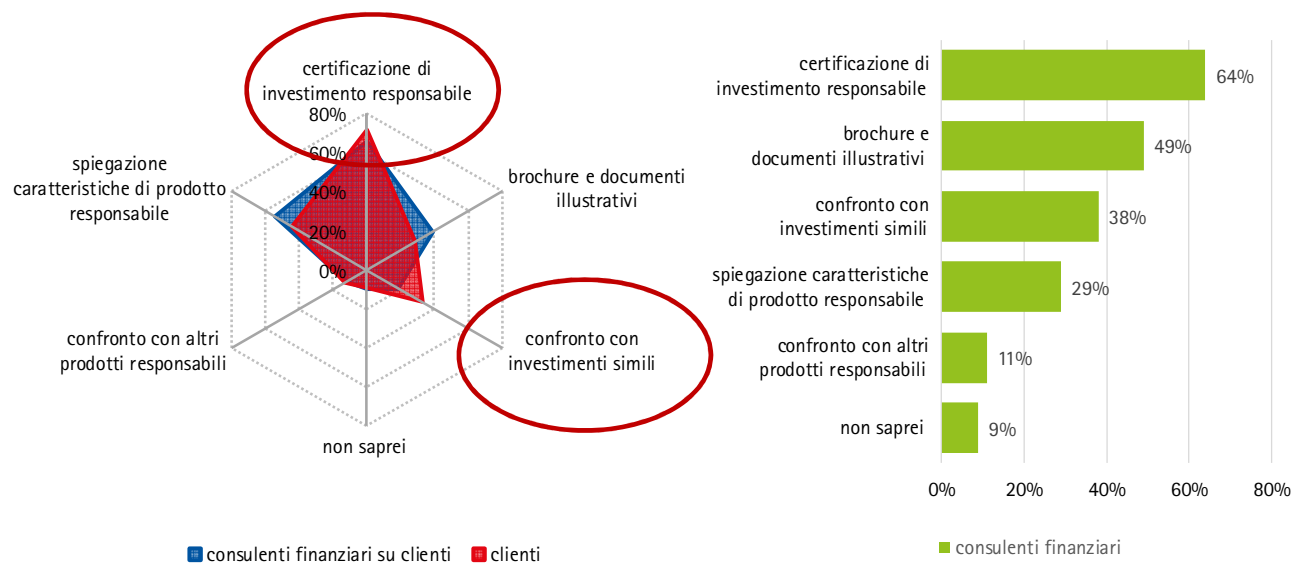 certificazione di
investimento responsabile
80%
60%
40%
20%
0%
spiegazione
caratteristiche di prodotto
responsabile
brochure e documenti
illustrativi
confronto con altri
prodotti responsabili
confronto con
investimenti simili
non saprei
consulenti finanziari su clienti
clienti
certificazione di
investimento responsabile
64%
brochure e
documenti illustrativi
49%
confronto con
investimenti simili
38%
spiegazione caratteristiche
di prodotto responsabile
29%
confronto con altri
prodotti responsabili
11%
non saprei
9%
0% 20% 40% 60% 80%
consulenti finanziari